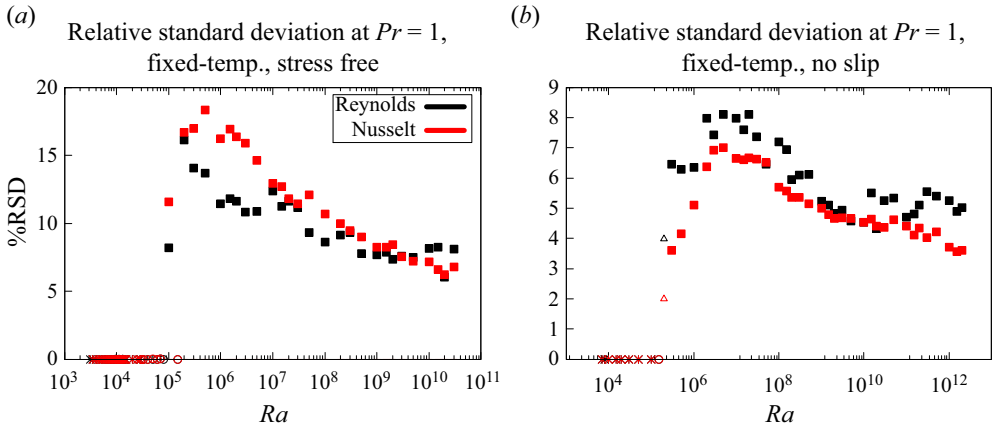 (a)
Relative standard deviation at Pr = 1,
fixed-temp., stress free
20
15
10
5
0
%RSD
Reynolds
Nusselt
10^3 10^4 10^5 10^6 10^7 10^8 10^9 10^10 10^11
Ra
(b)
Relative standard deviation at Pr = 1,
fixed-temp., no slip
9
8
7
6
5
4
3
2
1
0
10^4 10^6 10^8 10^10 10^12
Ra